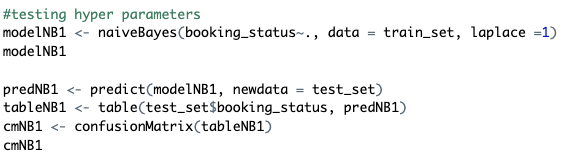 #testing hyper parameters
modelNB1 <- naiveBayes(booking_status~., data = train_set, laplace =1)
modelNB1
predNB1 <- predict(modelNB1, newdata = test_set)
tableNB1 <- table(test_set$booking_status, predNB1)
cmNB1 <- confusionMatrix(tableNB1)
cmNB1